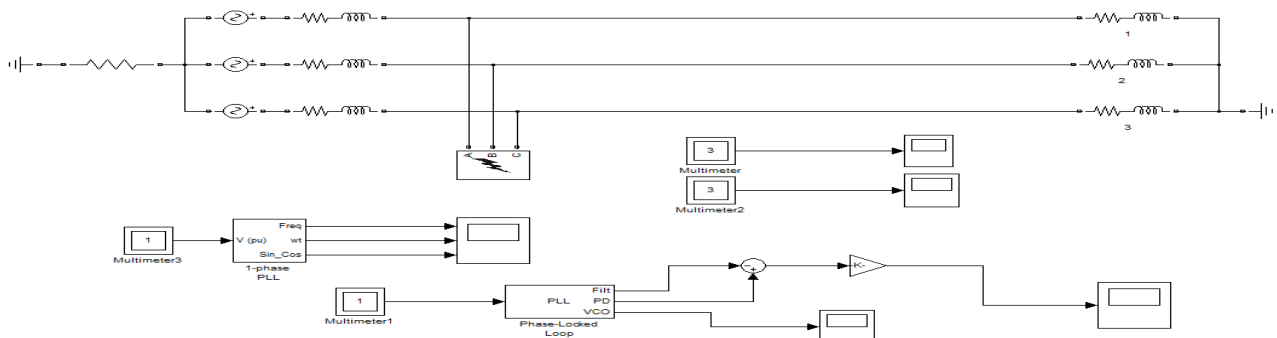 1
2
3
A B C
3
Multimeter
3
Multimeter2
1
Multimeter3
V (pu)
Freq
wt
Sin_Cos
1-phase
PLL
1
Multimeter1
PLL
Filt
PD
VCO
Phase-Locked
Loop
-K-